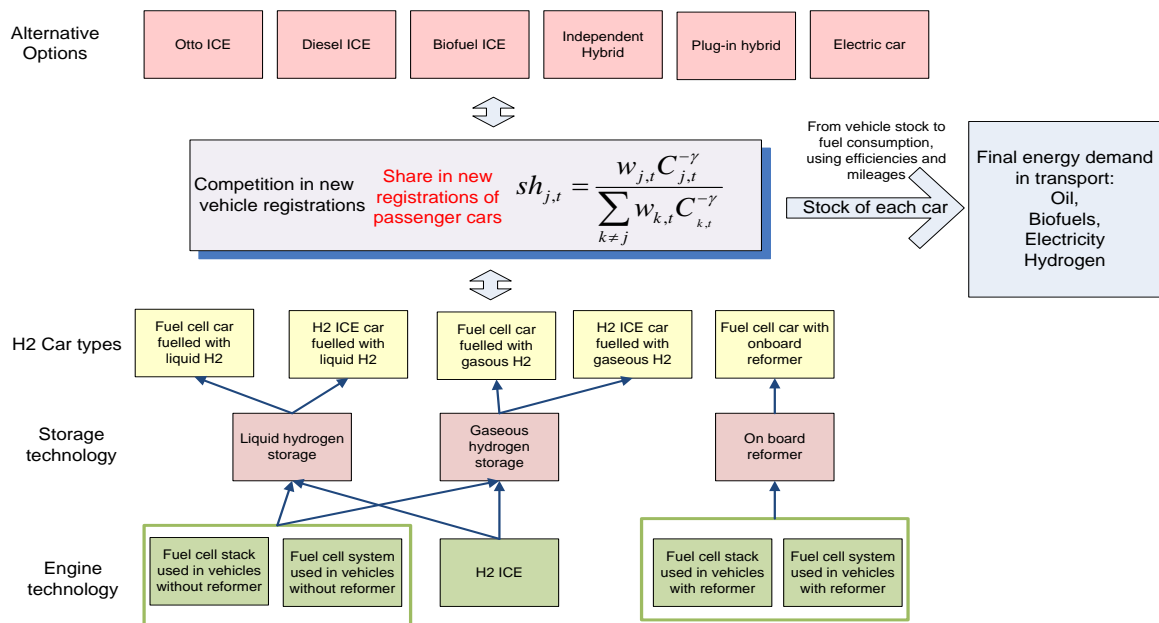 Alternative
Options
Otto ICE
Diesel ICE
Biofuel ICE
Independent
Hybrid
Plug-in hybrid
Electric car
Competition in new
vehicle registrations
Share in new
registrations of
passenger cars
sh_{j,t} = \frac{w_{j,t} C_{j,t}^{-γ}}{\sum_{k≠j} w_{k,t} C_{k,t}^{-γ}}
From vehicle stock to
fuel consumption,
using efficiencies and
mileages
Stock of each car
Final energy demand
in transport:
Oil,
Biofuels,
Electricity
Hydrogen
H2 Car types
Fuel cell car
fuelled with
liquid H2
H2 ICE car
fuelled with
liquid H2
Fuel cell car
fuelled with
gasous H2
H2 ICE car
fuelled with
gaseous H2
Fuel cell car with
onboard
reformer
Storage
technology
Liquid hydrogen
storage
Gaseous
hydrogen
storage
On board
reformer
Engine
technology
Fuel cell stack
used in vehicles
without reformer
Fuel cell system
used in vehicles
without reformer
H2 ICE
Fuel cell stack
used in vehicles
with reformer
Fuel cell system
used in vehicles
with reformer